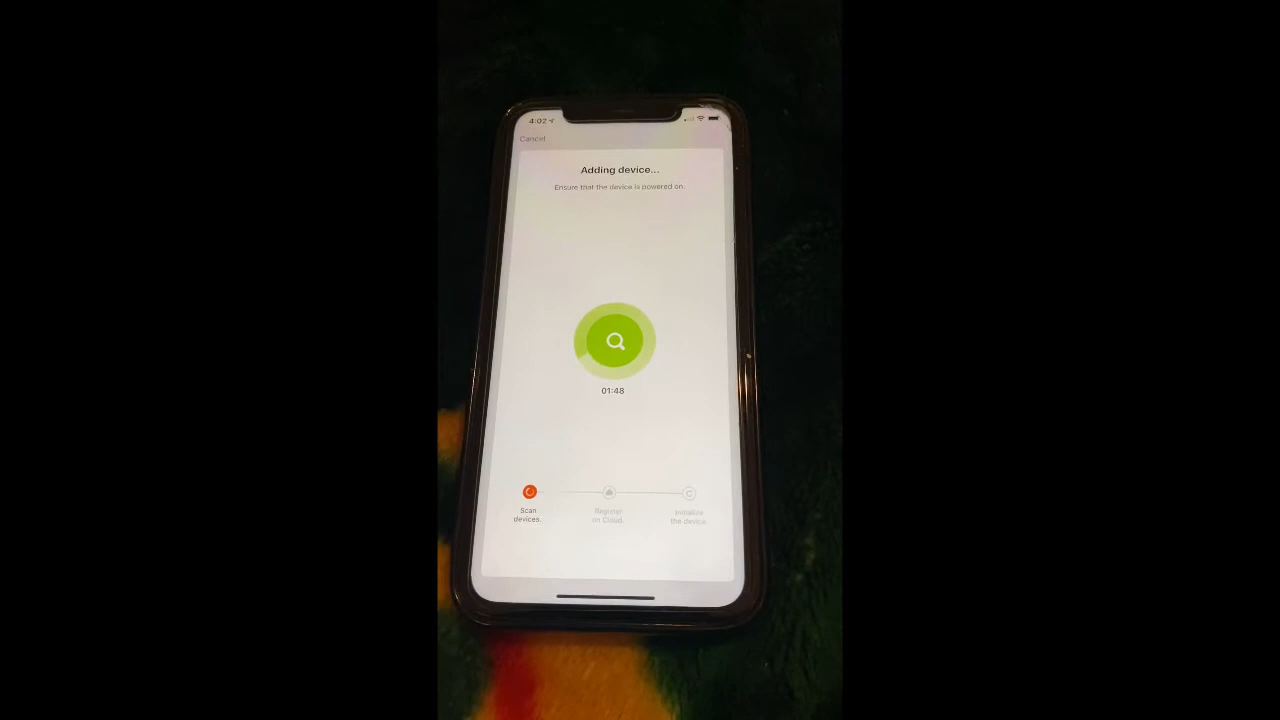 4:02
Cancel
Adding device...
Ensure that the device is powered on.
01:48
Scan
devices.
Register
on Cloud.
Initialize
the device.